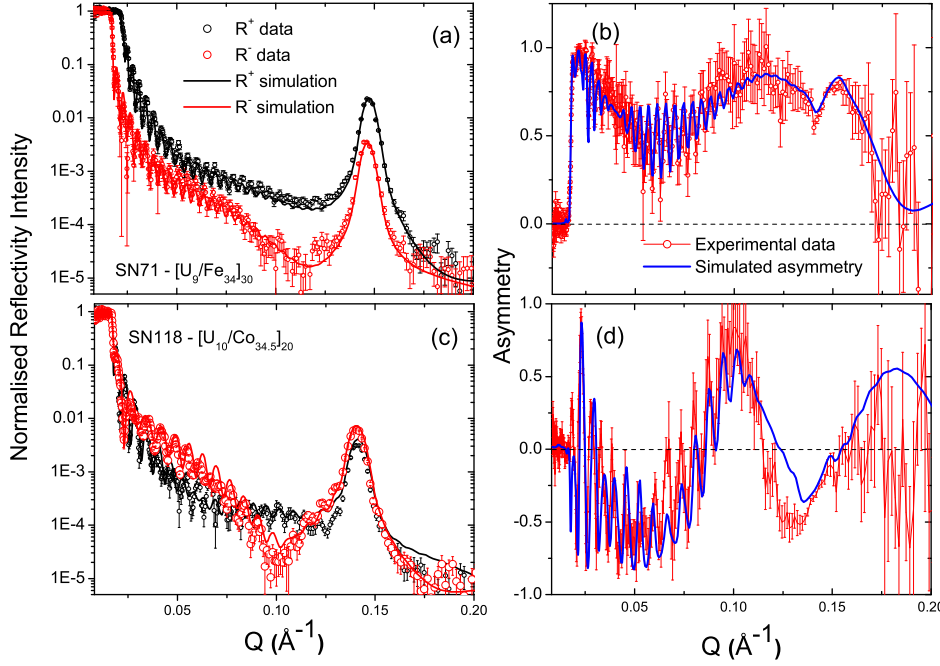 Normalised Reflectivity Intensity
1
0.1
0.01
1E-3
1E-4
1E-5
(a)
R⁺ data
R⁻ data
R⁺ simulation
R⁻ simulation
SN71 - [U₉/Fe₃₄]₃₀
1
0.1
0.01
1E-3
1E-4
1E-5
(c)
SN118 - [U₁₀/Co₃₄.₅]₂₀
0.05
0.10
0.15
0.20
Q (Å⁻¹)
Asymmetry
1.0
0.5
0.0
(b)
Experimental data
Simulated asymmetry
1.0
0.5
0.0
-0.5
-1.0
(d)
0.05
0.10
0.15
0.20
Q (Å⁻¹)